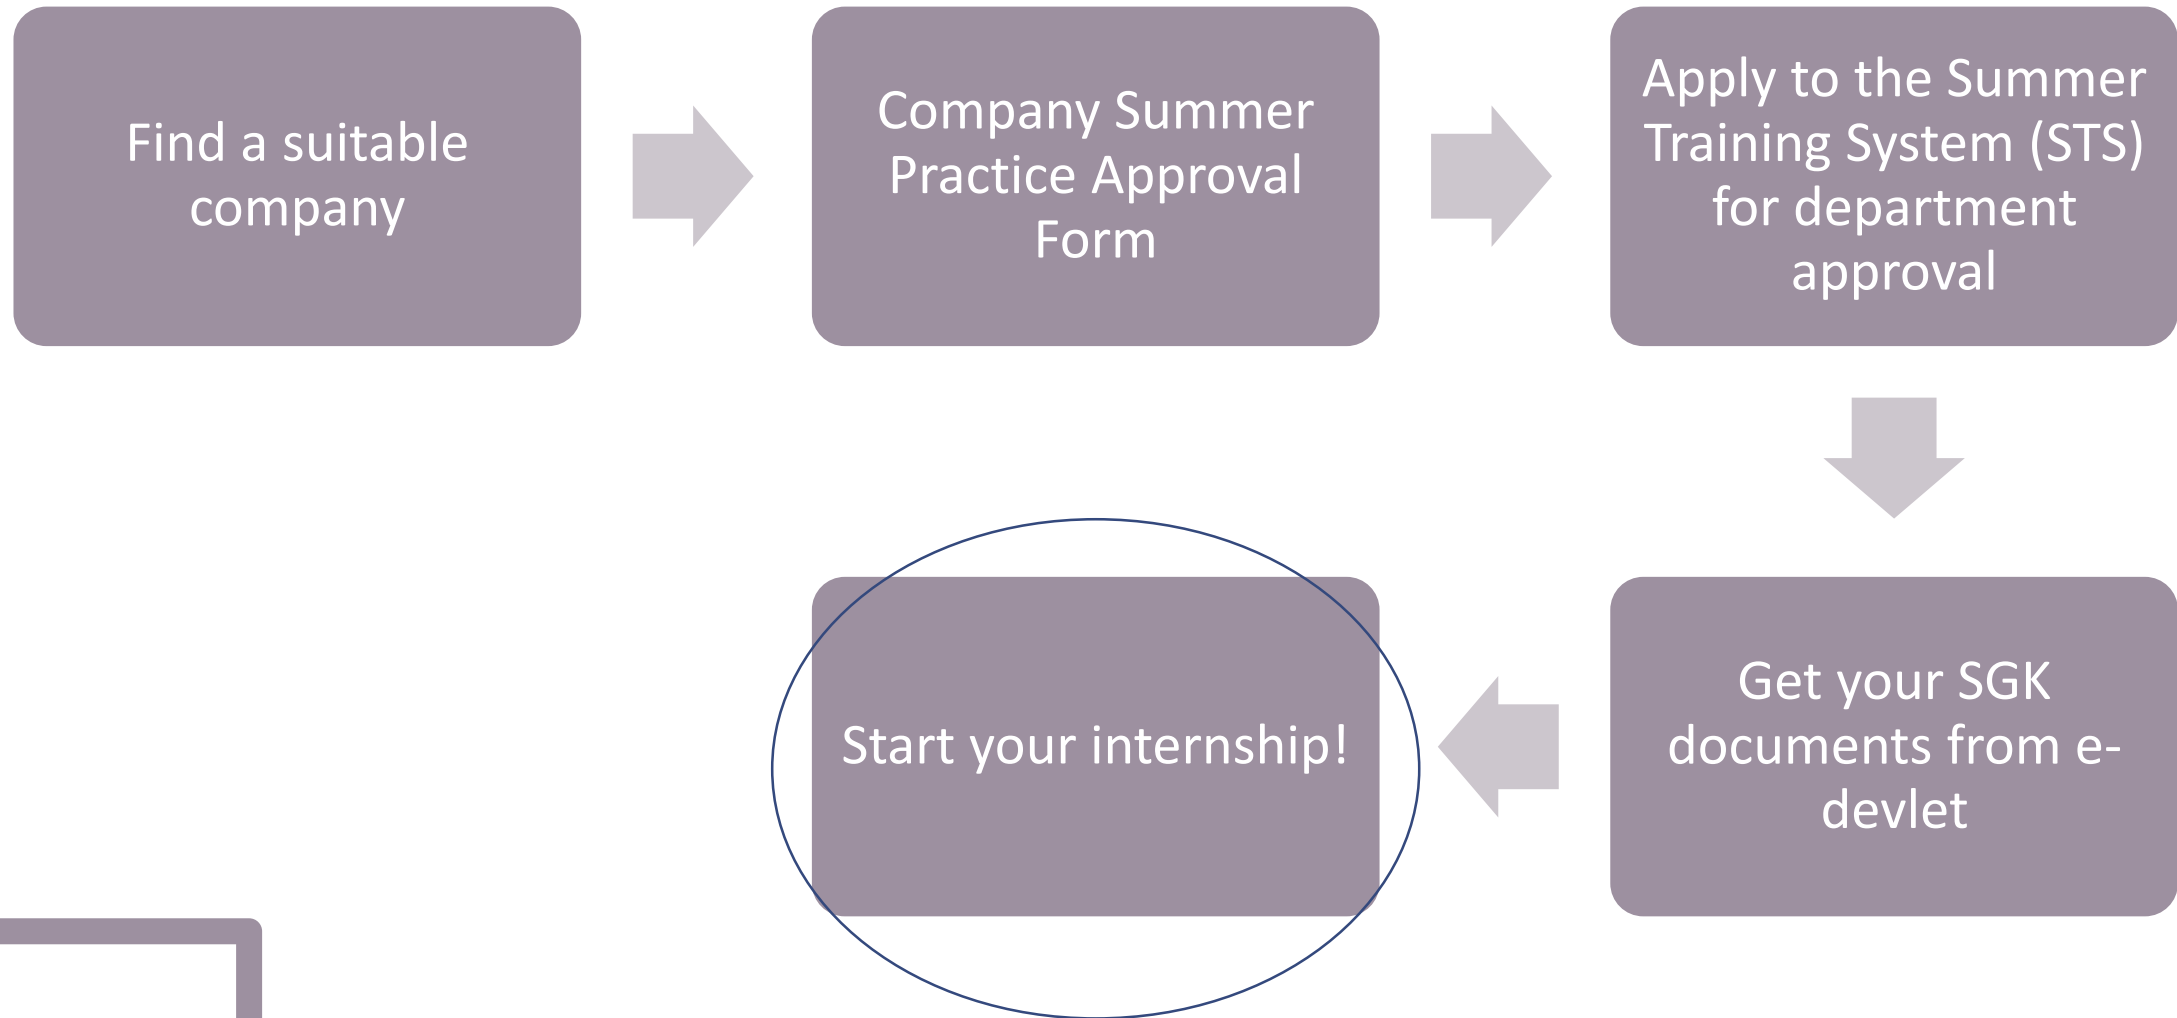 Find a suitable
company
Company Summer
Practice Approval
Form
Apply to the Summer
Training System (STS)
for department
approval
Get your SGK
documents from e-
devlet
Start your internship!